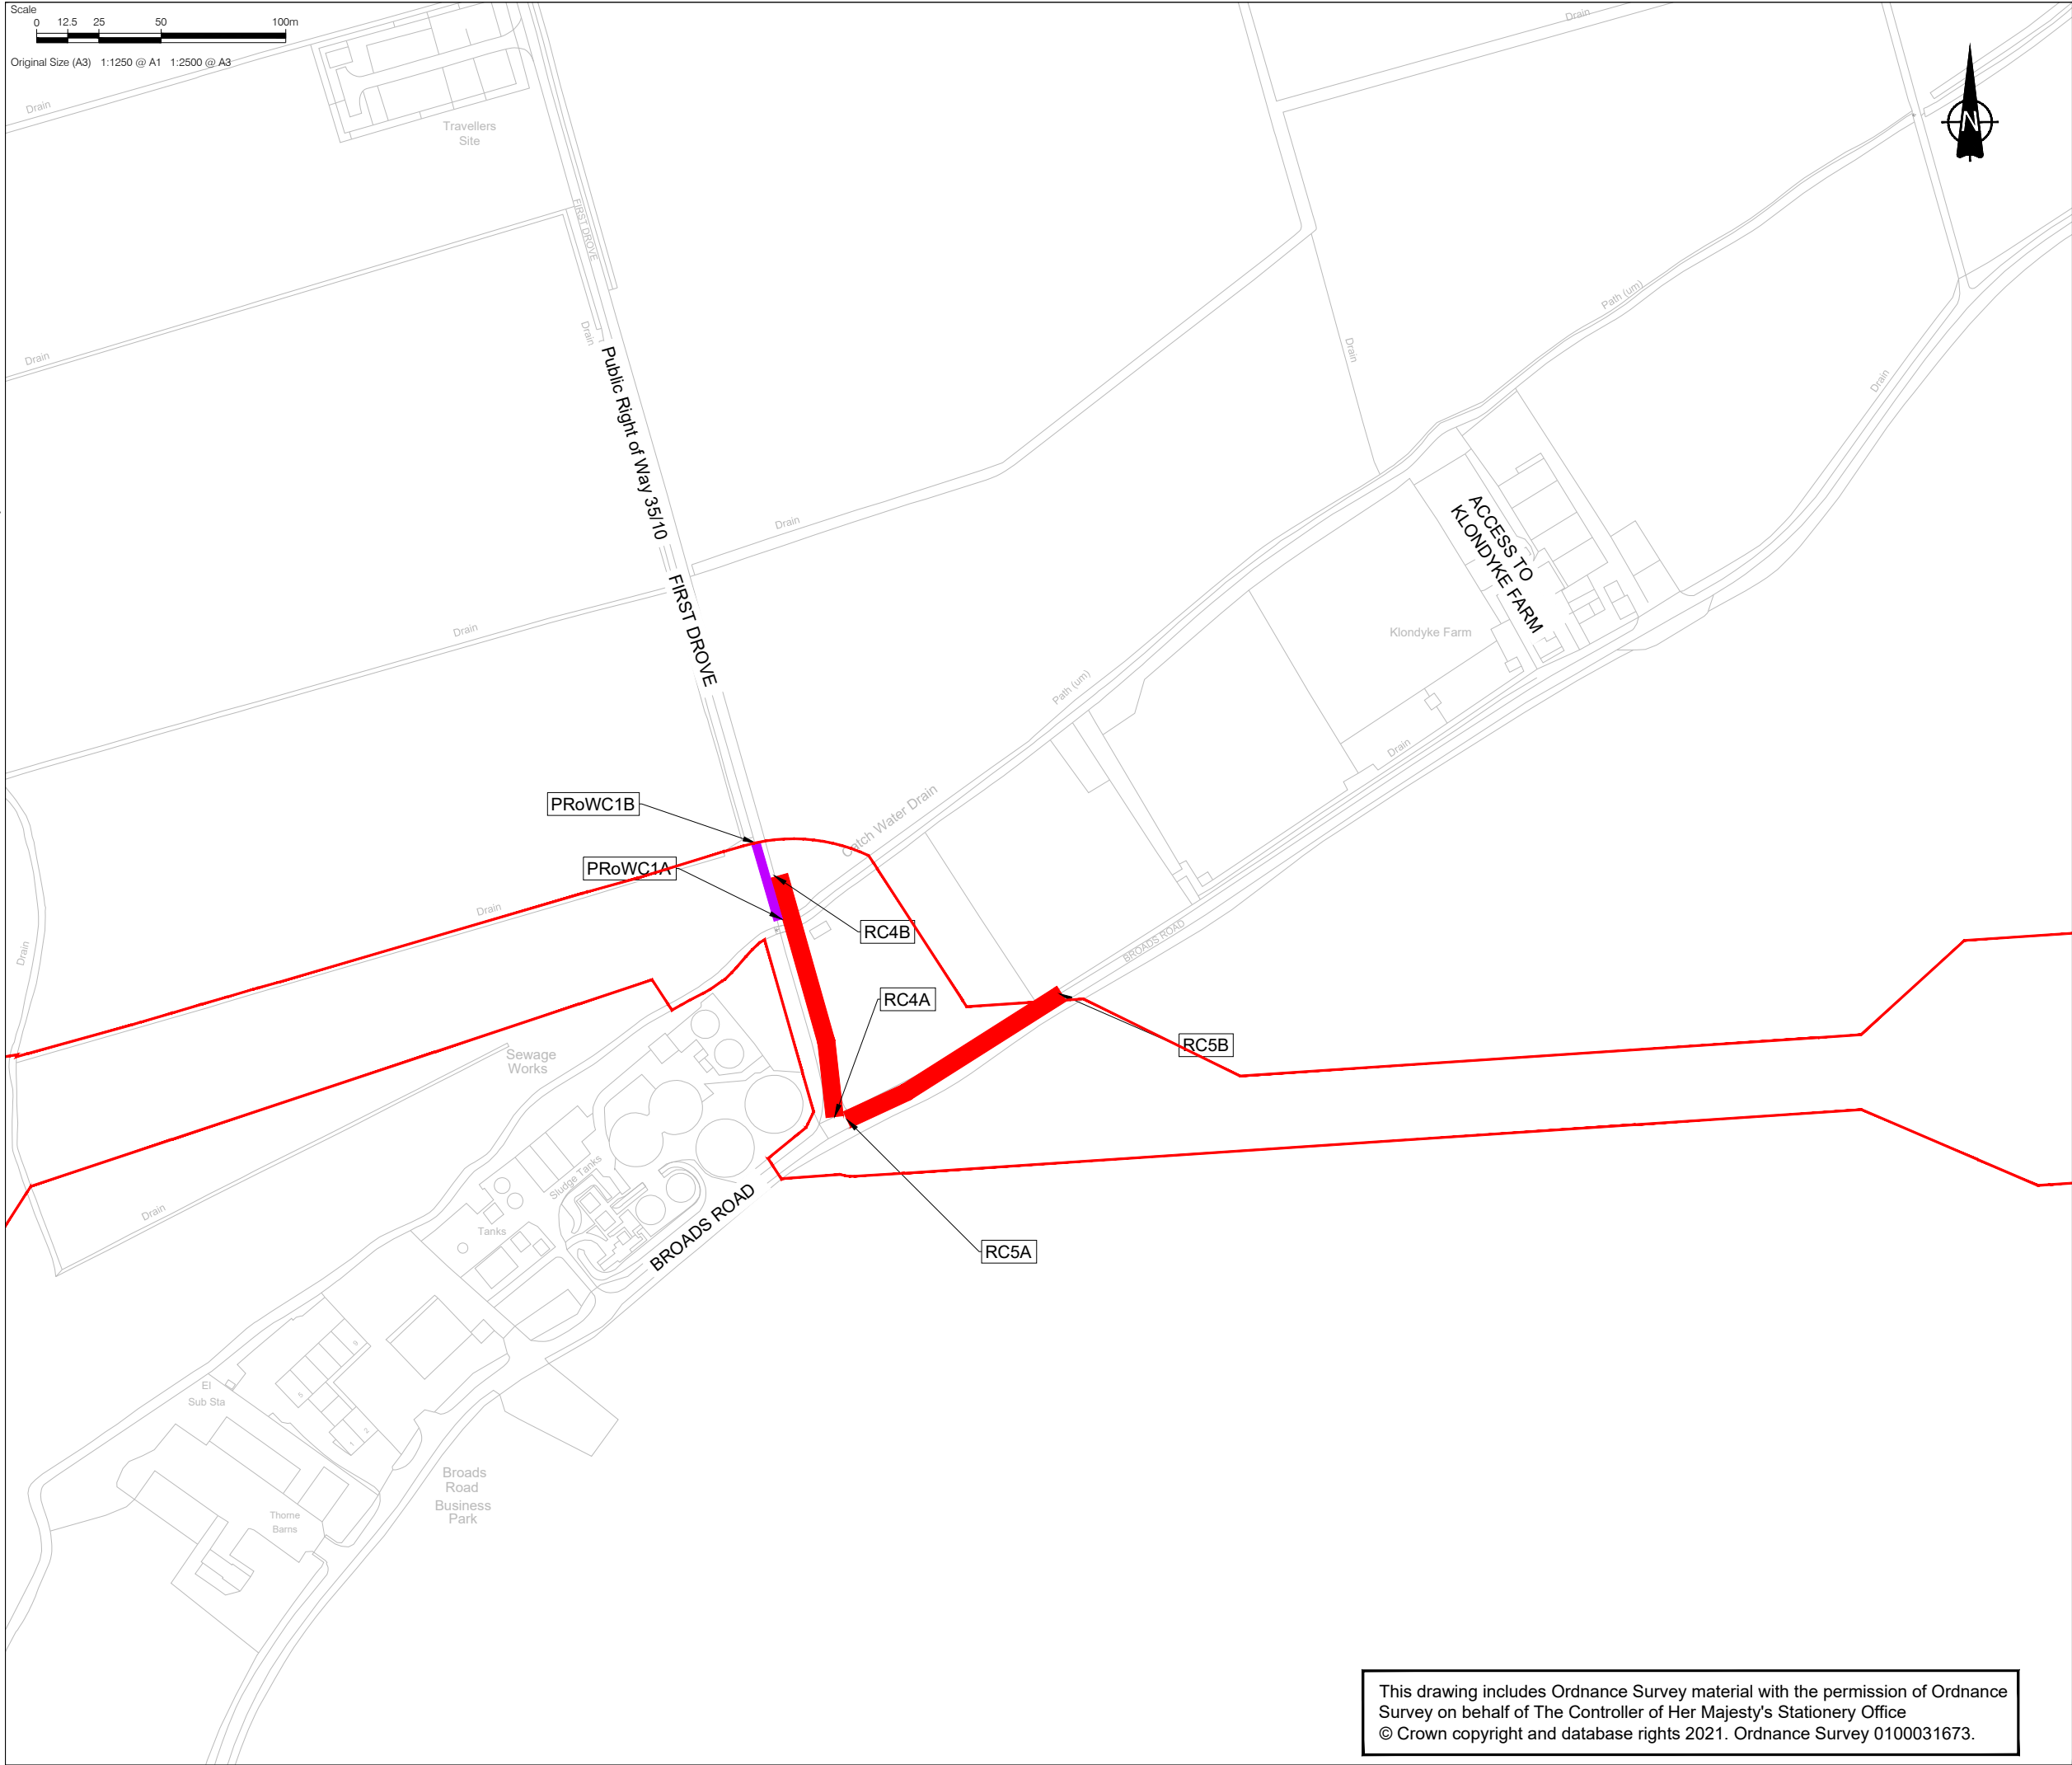 Scale
0 12.5 25 50 100m
Original Size (A3) 1:1250 @ A1 1:2500 @ A3
Drain
Drain
N
Travellers
Site
FIRST DROVE
Drain
Drain
Public Right of Way 35/10
Path (um)
Drain
Drain
Drain
ACCESS TO
KLONDYKE FARM
FIRST DROVE
Drain
Klondyke Farm
Path (um)
Drain
PRoWC1B
Catch Water Drain
PRoWC1A
Drain
RC4B
Drain
BROADS ROAD
RC4A
RC5B
Sewage
Works
Sludge Tanks
Drain
Tanks
BROADS ROAD
RC5A
El
Sub Sta
Broads
Road
Business
Park
Thorne
Barns
This drawing includes Ordnance Survey material with the permission of Ordnance
Survey on behalf of The Controller of Her Majesty's Stationery Office
© Crown copyright and database rights 2021. Ordnance Survey 0100031673.